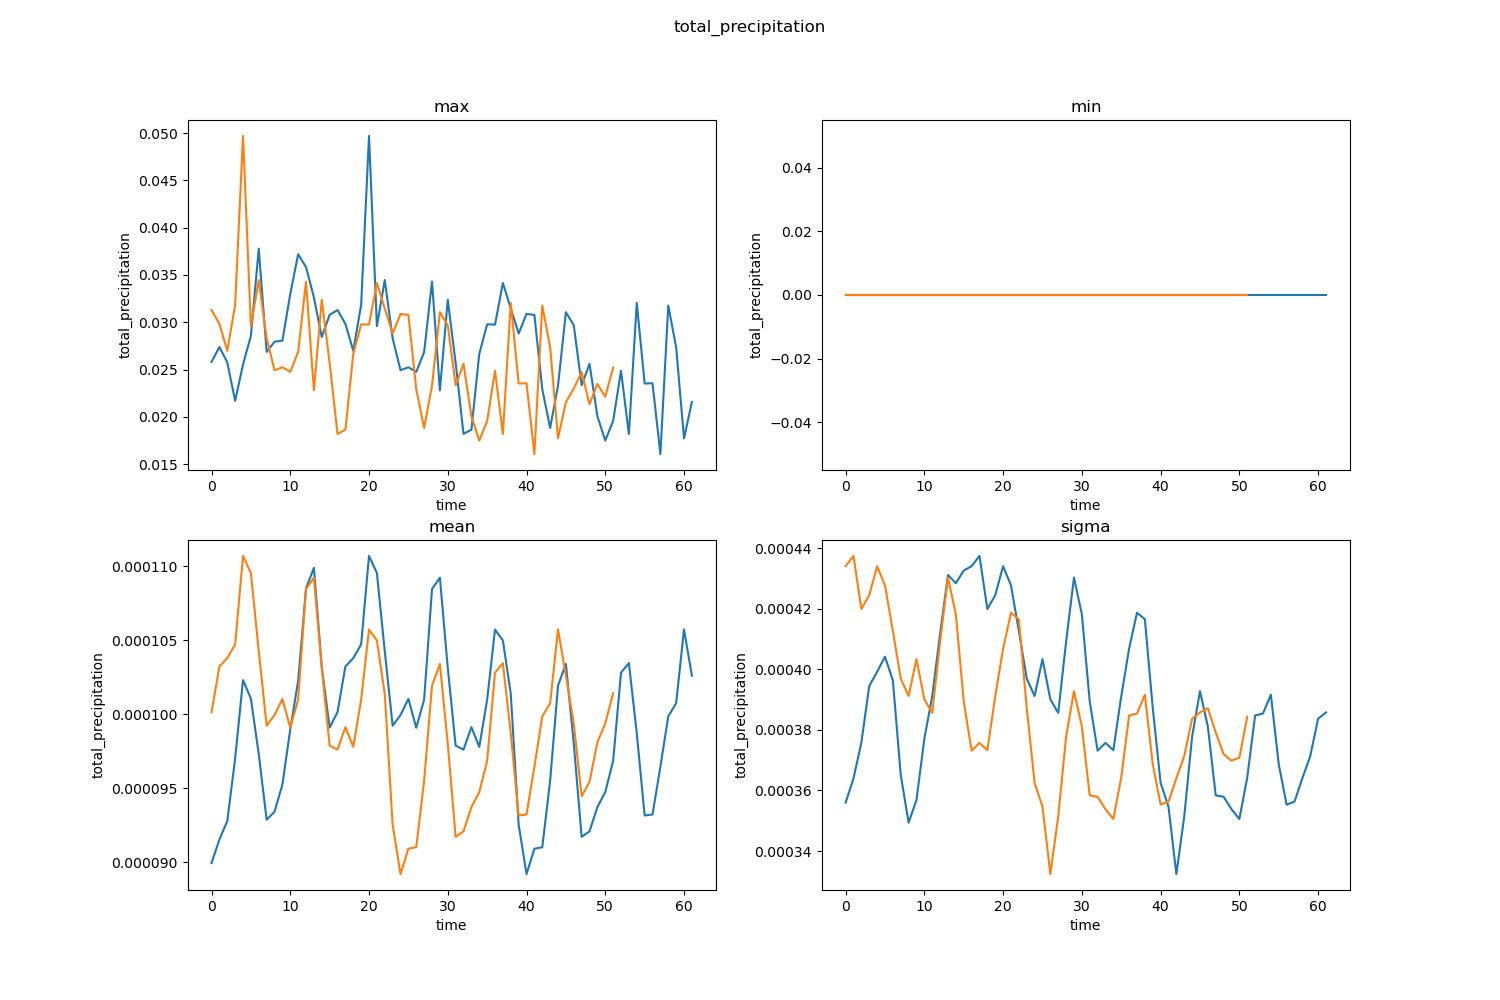 total_precipitation
max
0.050
0.045
0.040
0.035
0.030
0.025
0.020
0.015
total_precipitation
0 10 20 30 40 50 60
time
min
0.04
0.02
0.00
−0.02
−0.04
total_precipitation
0 10 20 30 40 50 60
time
mean
0.000110
0.000105
0.000100
0.000095
0.000090
total_precipitation
0 10 20 30 40 50 60
time
sigma
0.00044
0.00042
0.00040
0.00038
0.00036
0.00034
total_precipitation
0 10 20 30 40 50 60
time